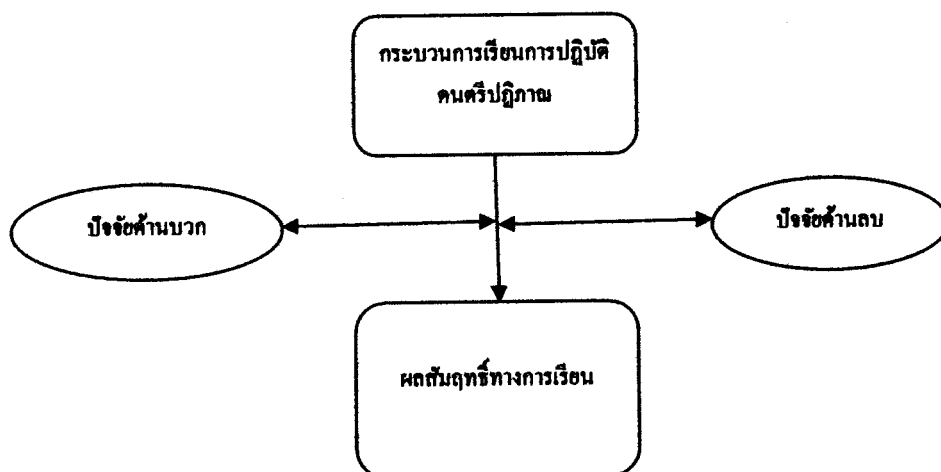 กระบวนการเรียนการปฏิบัติ
ดนตรีปฏิภาณ
ปัจจัยด้านบวก
ปัจจัยด้านลบ
ผลสัมฤทธิ์ทางการเรียน